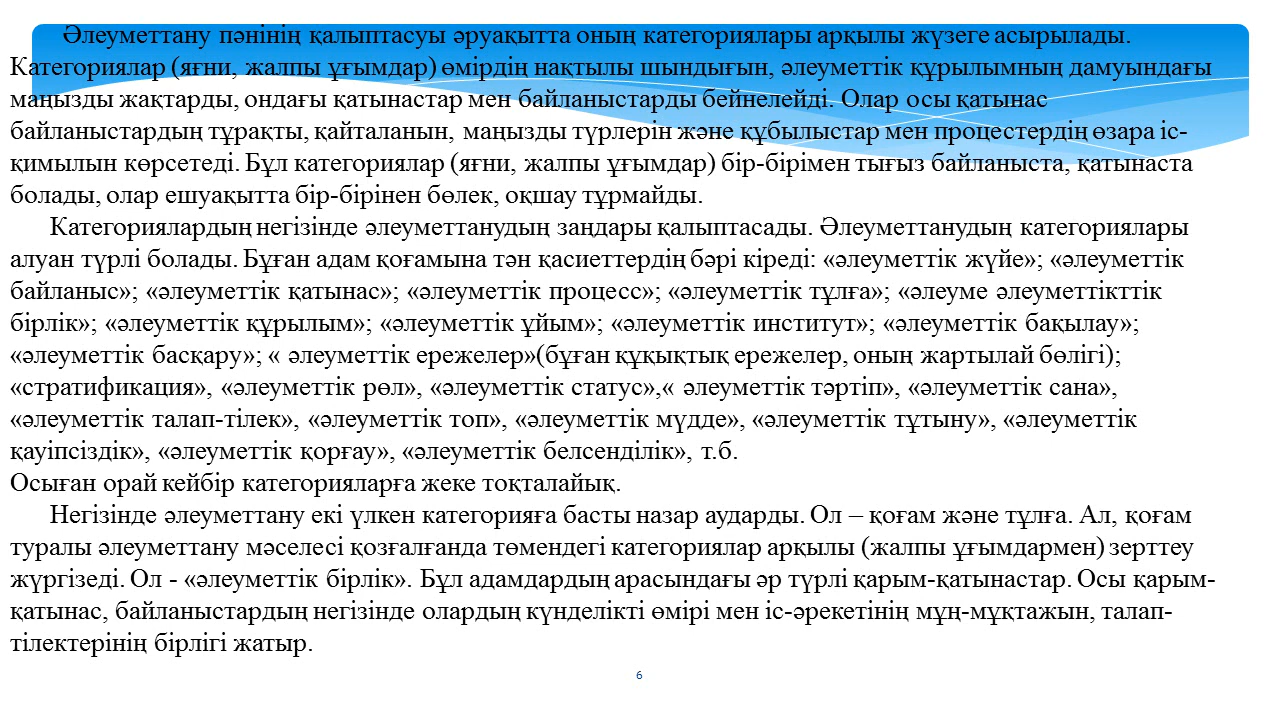 Әлеуметтану пәнінің қалыптасуы әруақытта оның категориялары арқылы жүзеге асырылады.
Категориялар (яғни, жалпы ұғымдар) өмірдің нақтылы шындығын, әлеуметтік құрылымның дамуындағы
маңызды жақтарды, ондағы қатынастар мен байланыстарды бейнелейді. Олар осы қатынас
байланыстардың тұрақты, қайталанын, маңызды түрлерін және құбылыстар мен процестердің өзара іс-
қимылын көрсетеді. Бұл категориялар (яғни, жалпы ұғымдар) бір-бірімен тығыз байланыста, қатынаста
болады, олар ешуақытта бір-бірінен бөлек, оқшау тұрмайды.
Категориялардың негізінде әлеуметтанудың заңдары қалыптасады. Әлеуметтанудың категориялары
алуан түрлі болады. Бұған адам қоғамына тән қасиеттердің бәрі кіреді: «әлеуметтік жүйе»; «әлеуметтік
байланыс»; «әлеуметтік қатынас»; «әлеуметтік процесс»; «әлеуметтік тұлға»; «әлеуме әлеуметтікттік
бірлік»; «әлеуметтік құрылым»; «әлеуметтік ұйым»; «әлеуметтік институт»; «әлеуметтік бақылау»;
«әлеуметтік басқару»; « әлеуметтік ережелер»(бұған құқықтық ережелер, оның жартылай бөлігі);
«стратификация», «әлеуметтік рөл», «әлеуметтік статус»,« әлеуметтік тәртіп», «әлеуметтік сана»,
«әлеуметтік талап-тілек», «әлеуметтік топ», «әлеуметтік мүдде», «әлеуметтік тұтыну», «әлеуметтік
қауіпсіздік», «әлеуметтік қорғау», «әлеуметтік белсенділік», т.б.
Осыған орай кейбір категорияларға жеке тоқталайық.
Негізінде әлеуметтану екі үлкен категорияға басты назар аударды. Ол – қоғам және тұлға. Ал, қоғам
туралы әлеуметтану мәселесі қозғалғанда төмендегі категориялар арқылы (жалпы ұғымдармен) зерттеу
жүргізеді. Ол - «әлеуметтік бірлік». Бұл адамдардың арасындағы әр түрлі қарым-қатынастар. Осы қарым-
қатынас, байланыстардың негізінде олардың күнделікті өмірі мен іс-әрекетінің мұң-мұқтажын, талап-
тілектерінің бірлігі жатыр.
6